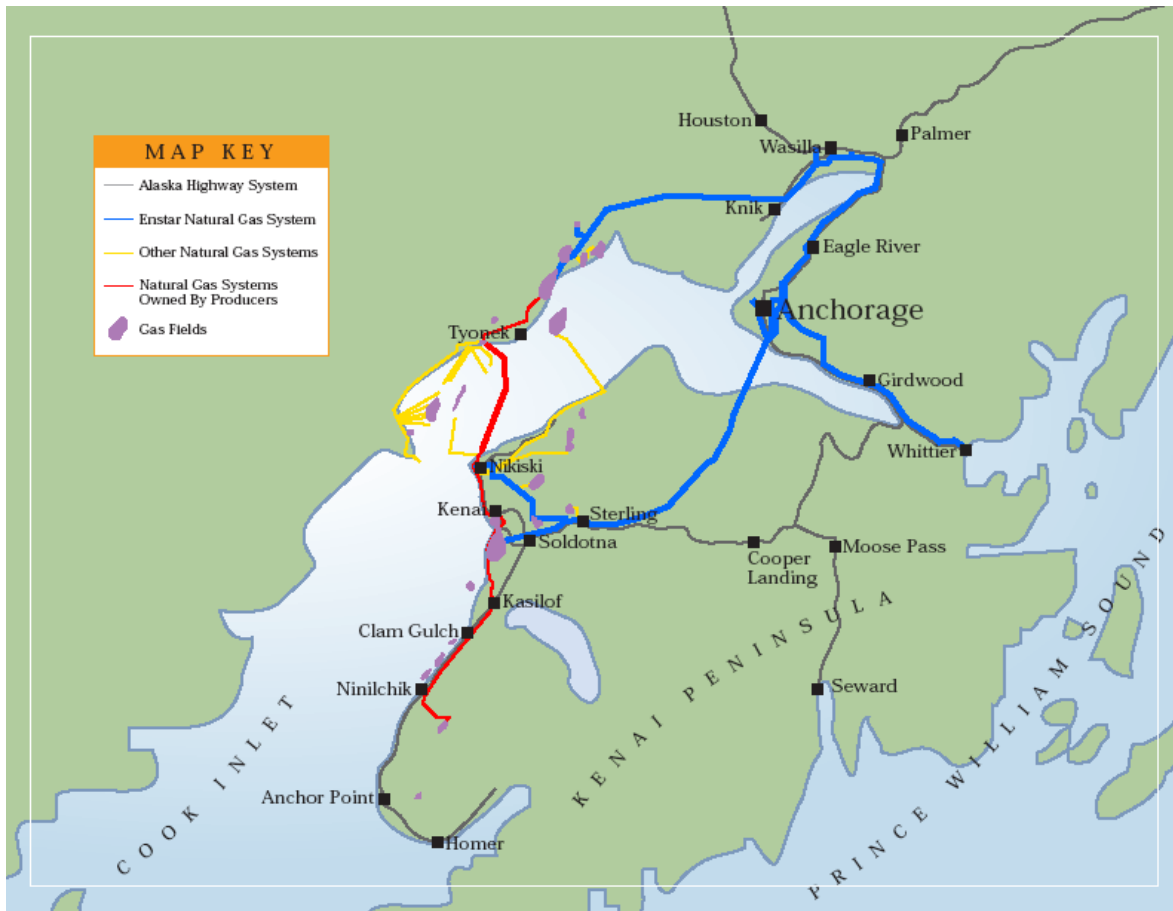 Houston
Palmer
Wasilla
MAP KEY
Alaska Highway System
Enstar Natural Gas System
Other Natural Gas Systems
Natural Gas Systems
Owned By Producers
Gas Fields
Knik
Eagle River
Anchorage
Tyonek
Girdwood
Whittier
Nikiski
Kenai
Sterling
Soldotna
Cooper
Landing
Moose Pass
Kasilof
Clam Gulch
Ninilchik
Seward
Anchor Point
Homer
COOK INLET
KENAI PENINSULA
PRINCE WILLIAM SOUND